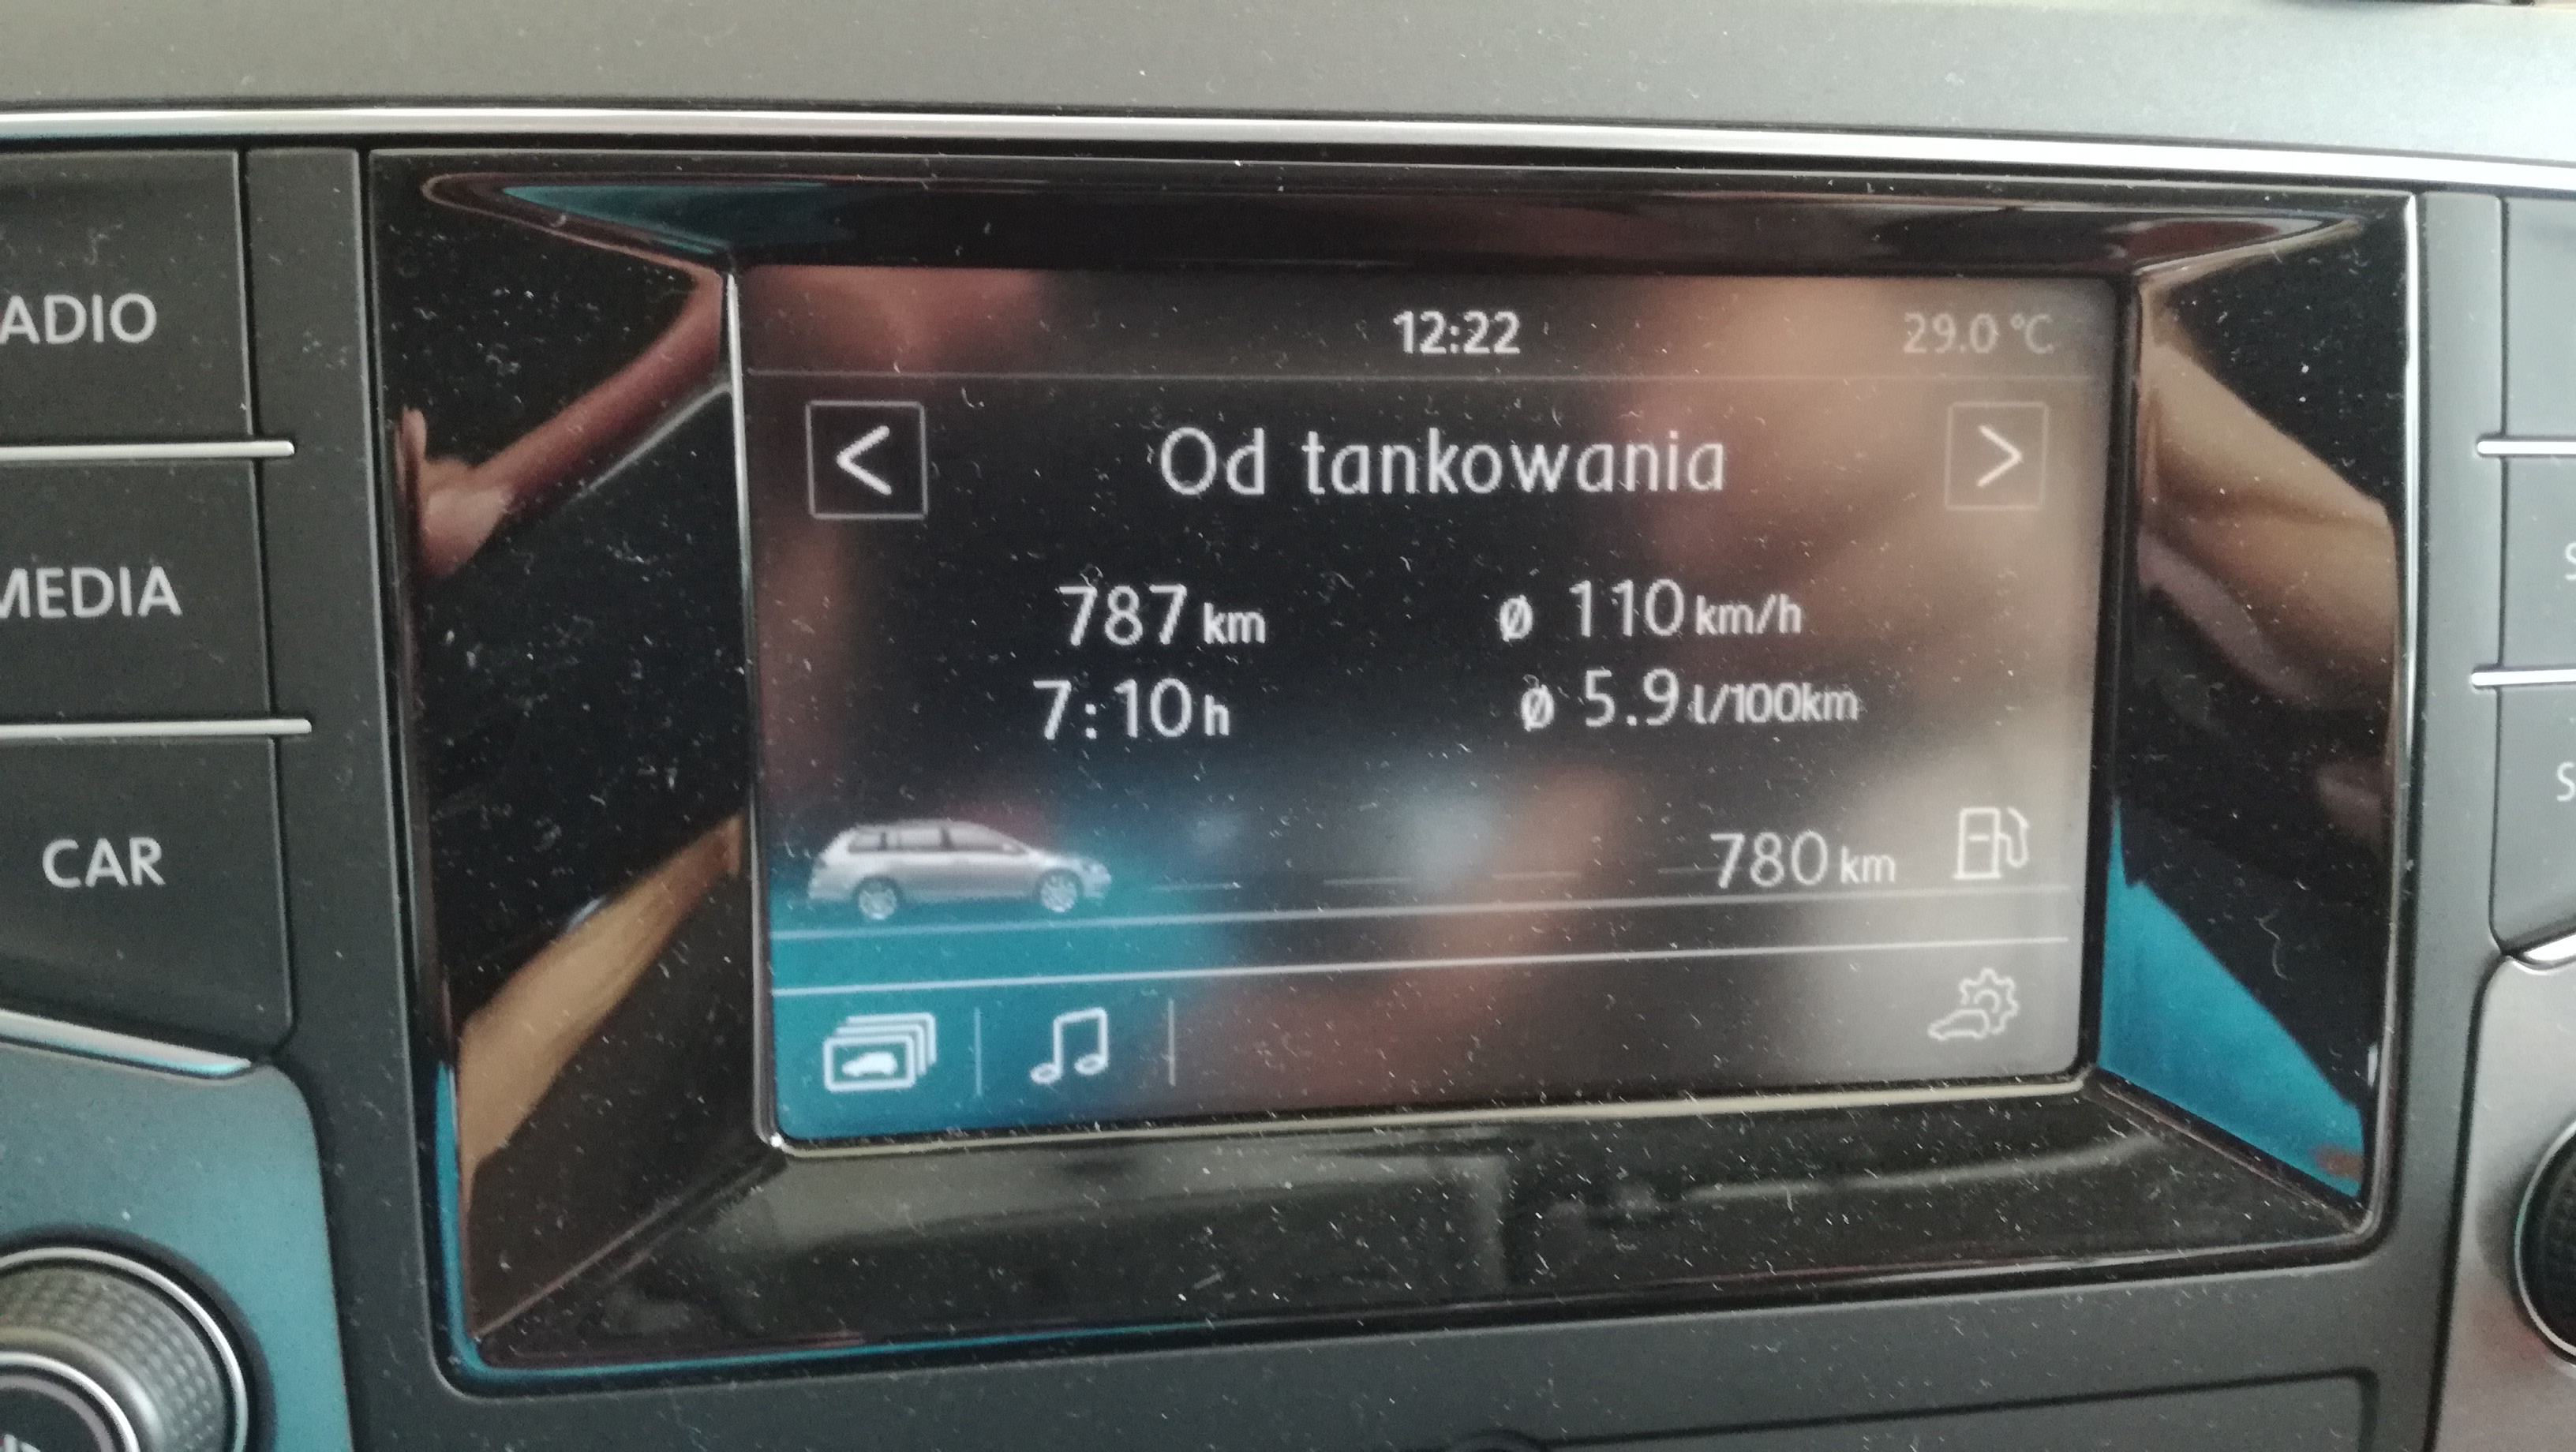 12:22 29.0 °C
< Od tankowania >
787 km ø 110 km/h
7:10 h ø 5.9 l/100km
780 km
ADIO
MEDIA
CAR
S
S